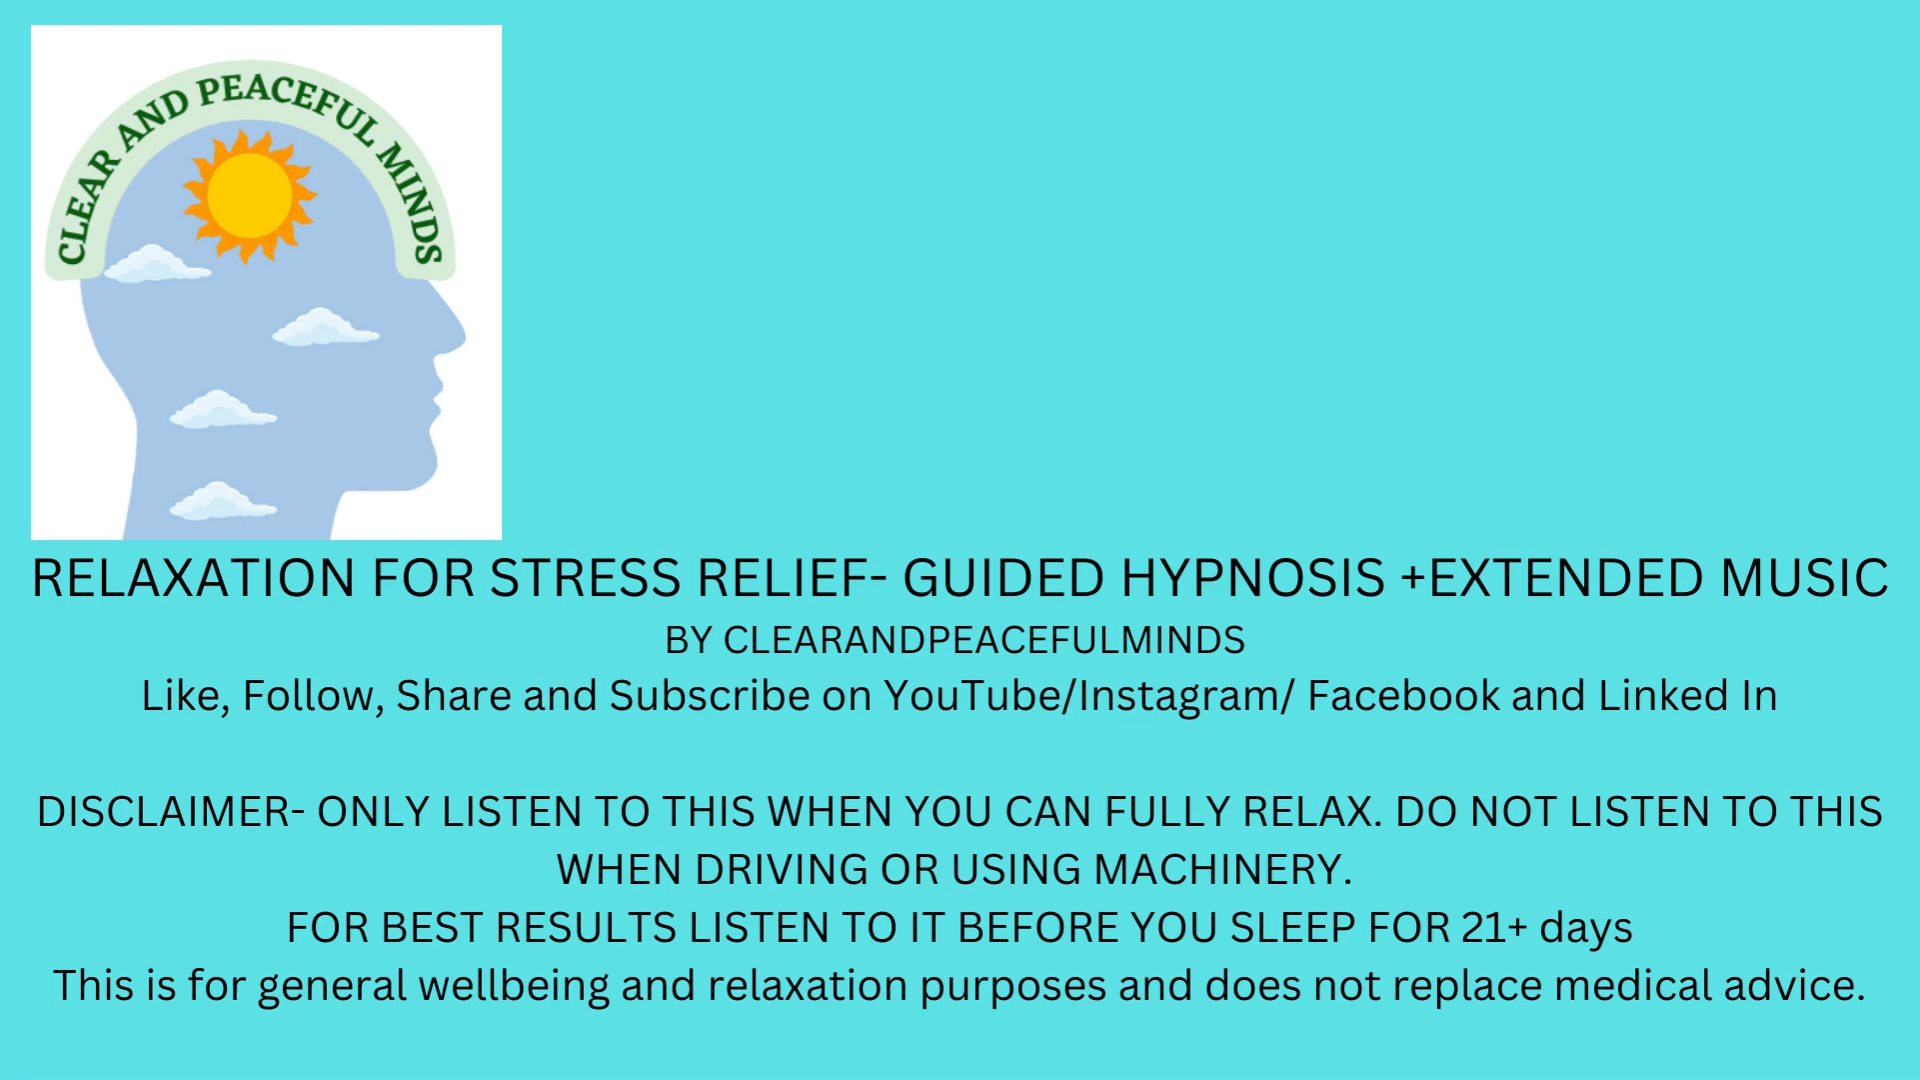 CLEAR AND PEACEFUL MINDS
RELAXATION FOR STRESS RELIEF- GUIDED HYPNOSIS +EXTENDED MUSIC
BY CLEARANDPEACEFULMINDS
Like, Follow, Share and Subscribe on YouTube/Instagram/ Facebook and Linked In
DISCLAIMER- ONLY LISTEN TO THIS WHEN YOU CAN FULLY RELAX. DO NOT LISTEN TO THIS
WHEN DRIVING OR USING MACHINERY.
FOR BEST RESULTS LISTEN TO IT BEFORE YOU SLEEP FOR 21+ days
This is for general wellbeing and relaxation purposes and does not replace medical advice.